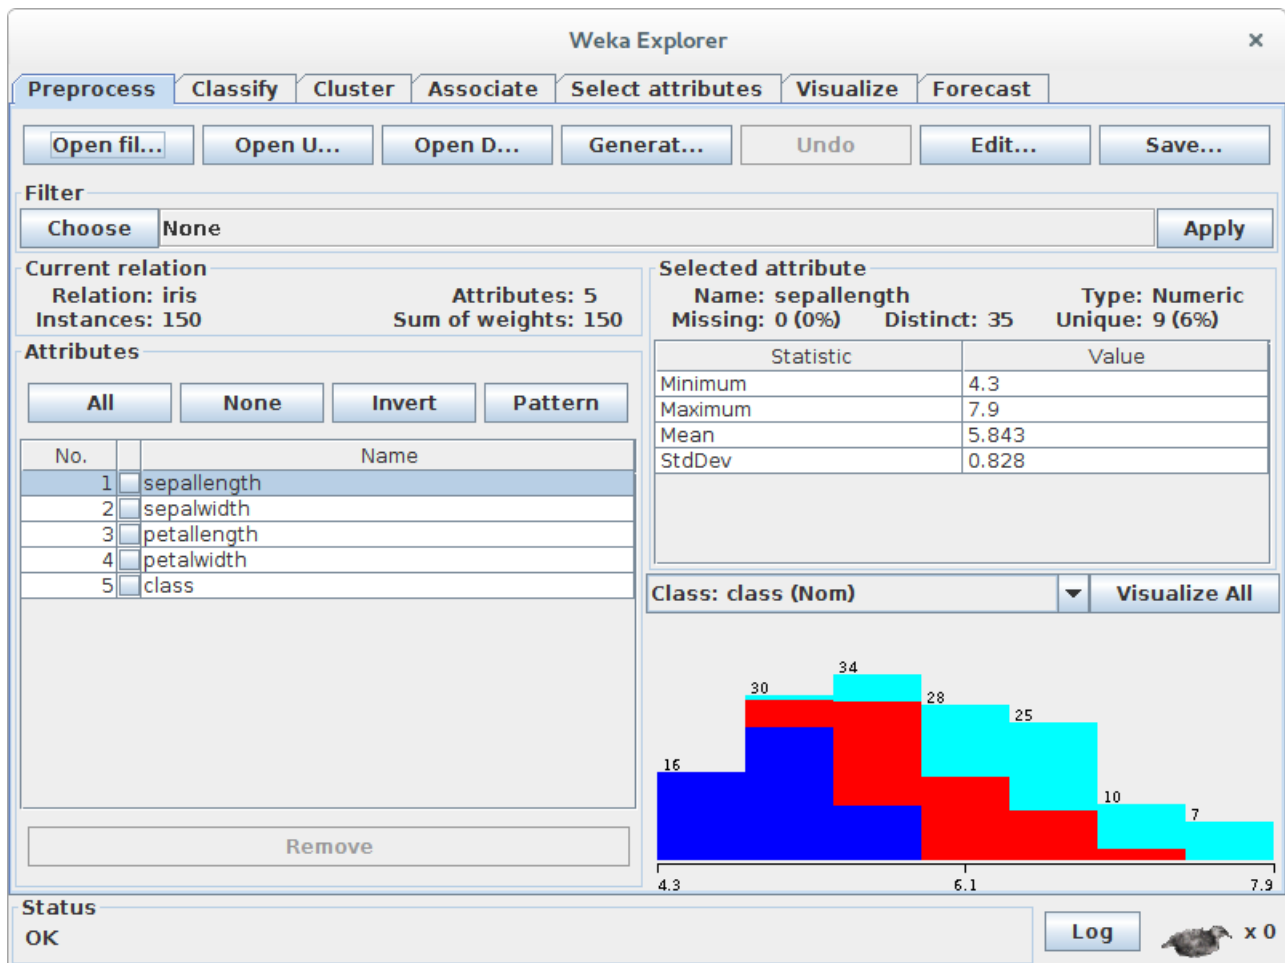 Weka Explorer
×
Preprocess Classify Cluster Associate Select attributes Visualize Forecast
Open fil... Open U... Open D... Generat... Undo Edit... Save...
Filter
Choose None Apply
Current relation
Relation: iris Attributes: 5
Instances: 150 Sum of weights: 150
Attributes
All None Invert Pattern
No. Name
1 sepallength
2 sepalwidth
3 petallength
4 petalwidth
5 class
Remove
Selected attribute
Name: sepallength Type: Numeric
Missing: 0 (0%) Distinct: 35 Unique: 9 (6%)
Statistic Value
Minimum 4.3
Maximum 7.9
Mean 5.843
StdDev 0.828
Class: class (Nom) Visualize All
16 30 34 28 25 10 7
4.3 6.1 7.9
Status
OK
Log x 0